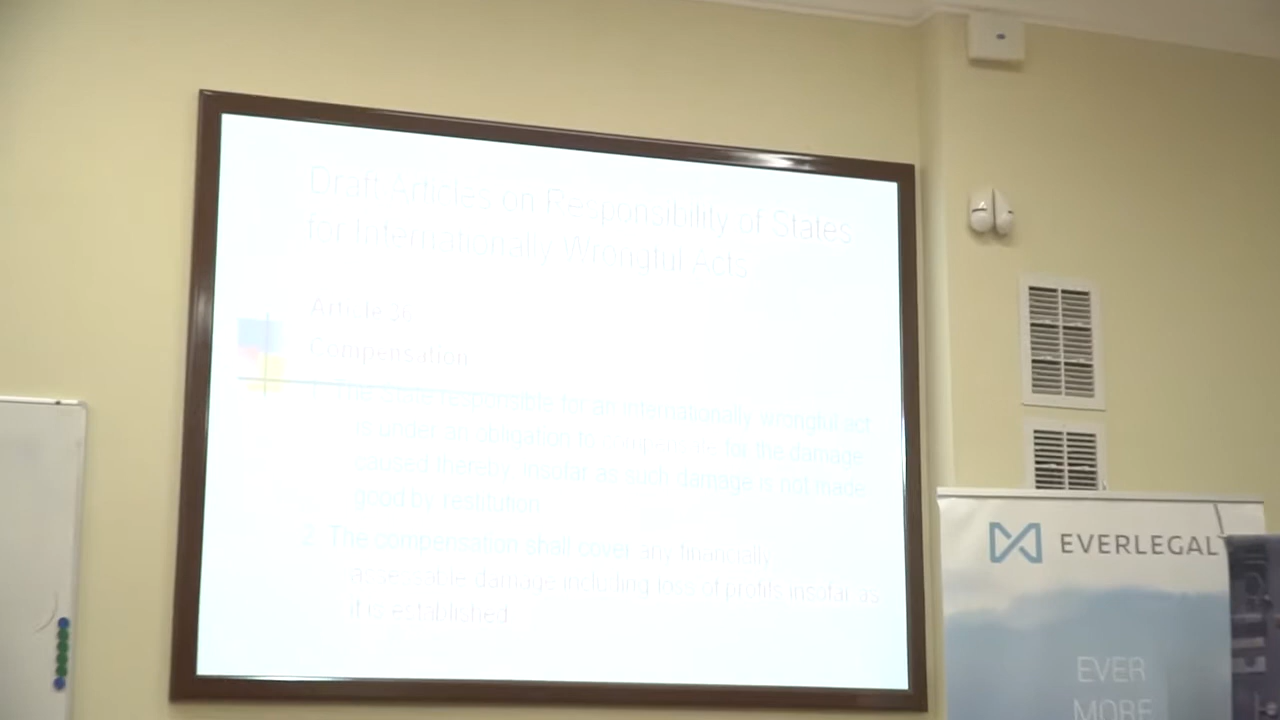 Draft Articles on Responsibility of States
for Internationally Wrongful Acts
Article 36
Compensation
1. The State responsible for an internationally wrongful act
is under an obligation to compensate for the damage
caused thereby, insofar as such damage is not made
good by restitution.
2. The compensation shall cover any financially
assessable damage including loss of profits insofar as
it is established.
EVERLEGAL
EVER
MORE